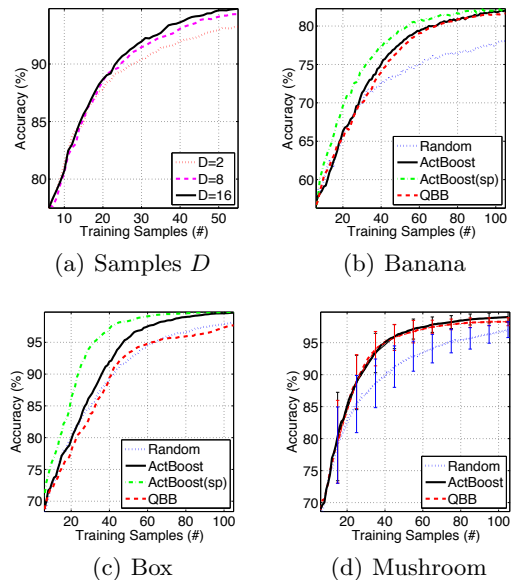 90
85
80
Accuracy (%)
10 20 30 40 50
Training Samples (#)
D=2
D=8
D=16
(a) Samples D
80
75
70
65
60
Accuracy (%)
20 40 60 80 100
Training Samples (#)
Random
ActBoost
ActBoost(sp)
QBB
(b) Banana
95
90
85
80
75
70
Accuracy (%)
20 40 60 80 100
Training Samples (#)
Random
ActBoost
ActBoost(sp)
QBB
(c) Box
95
90
85
80
75
70
Accuracy (%)
20 40 60 80 100
Training Samples (#)
Random
ActBoost
QBB
(d) Mushroom